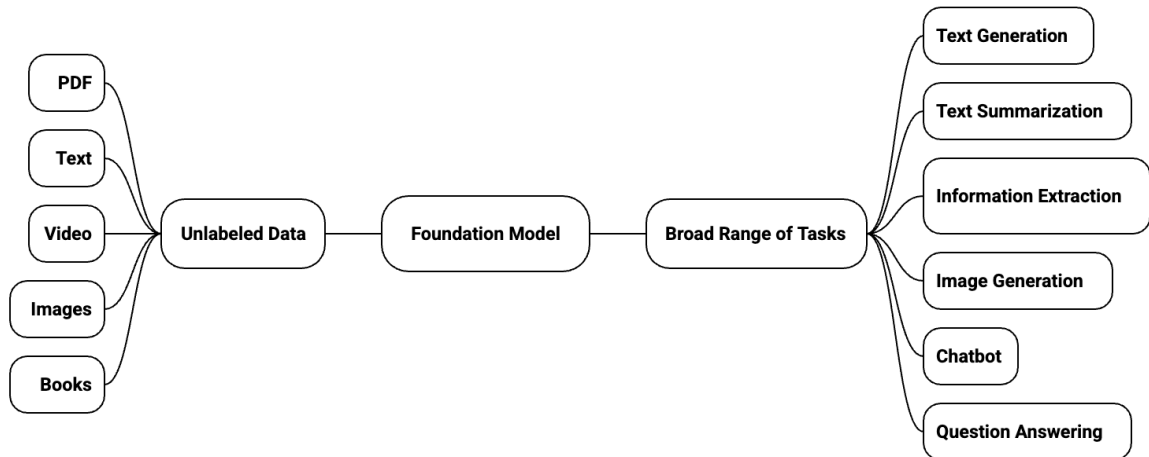 PDF
Text
Video
Images
Books
Unlabeled Data
Foundation Model
Broad Range of Tasks
Text Generation
Text Summarization
Information Extraction
Image Generation
Chatbot
Question Answering